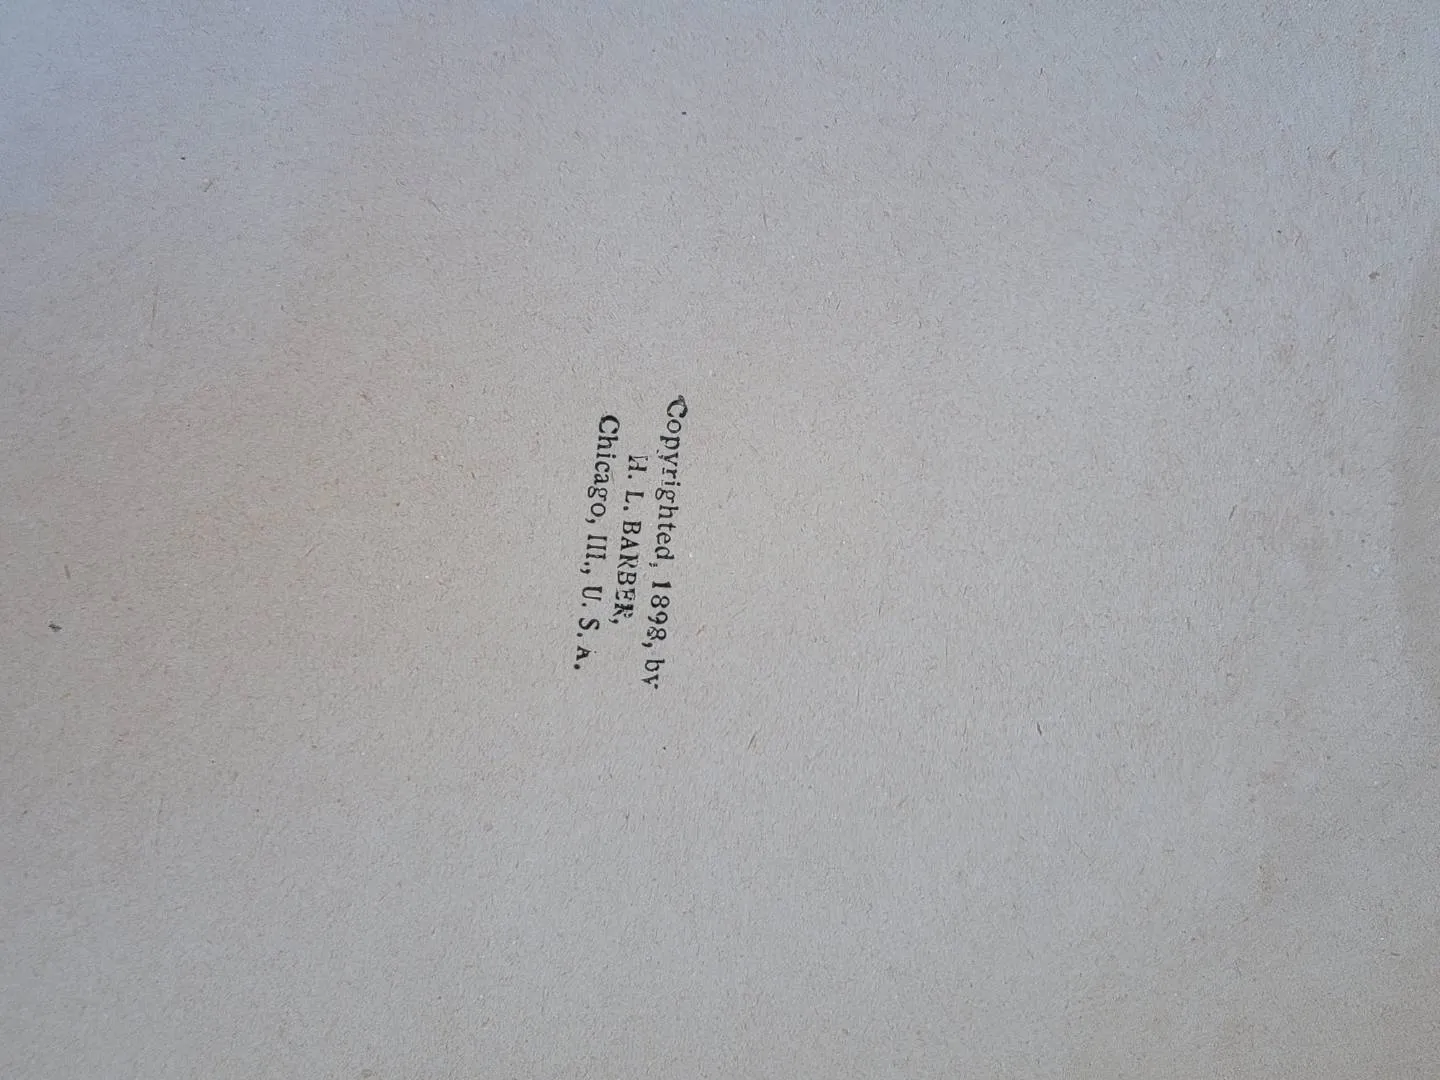 Copyrighted, 1898, by
H. L. BARBER,
Chicago, Ill., U. S. A.